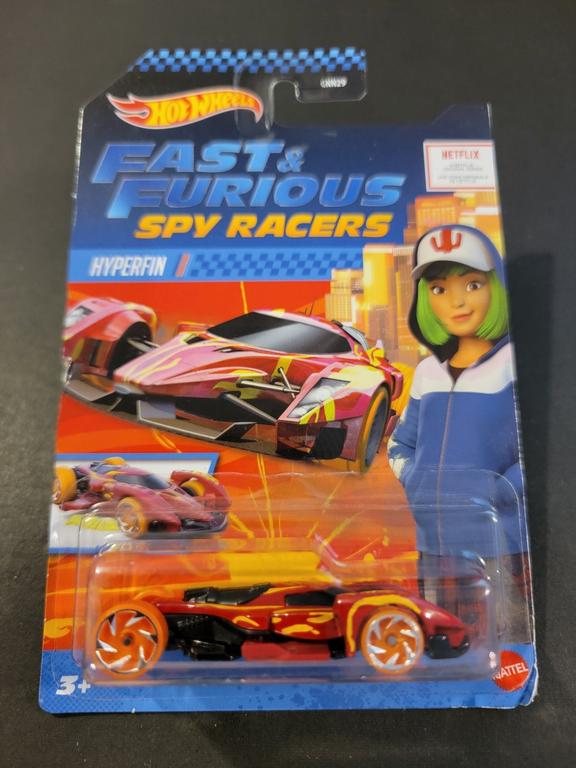 GNN29
HOT WHEELS
FAST &
FURIOUS
SPY RACERS
NETFLIX
HYPERFIN
3+
MATTEL